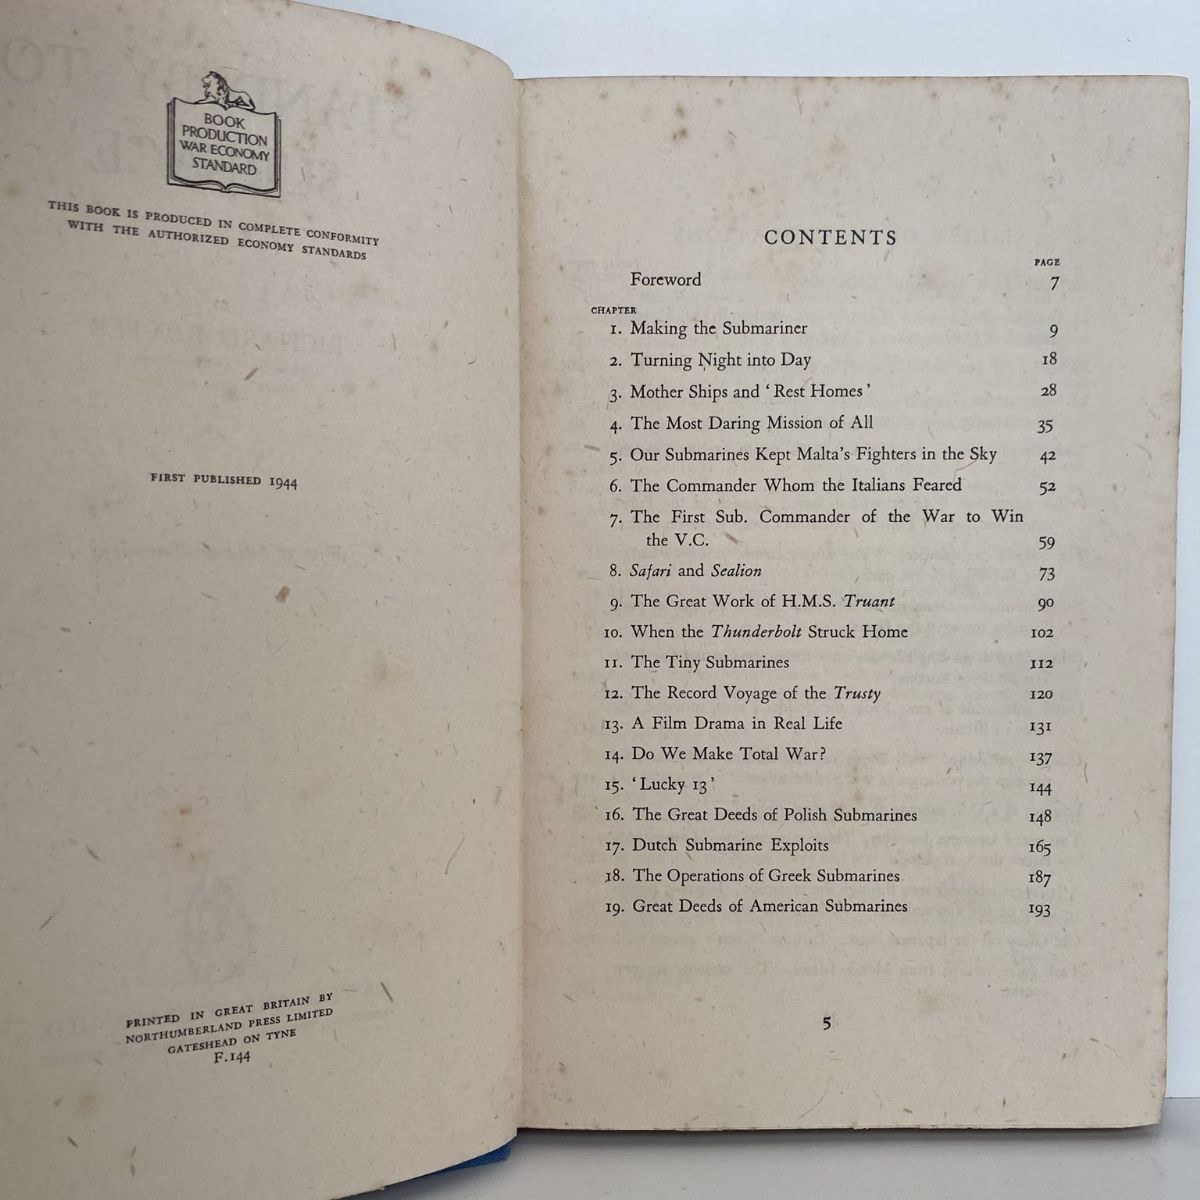 BOOK
PRODUCTION
WAR ECONOMY
STANDARD
THIS BOOK IS PRODUCED IN COMPLETE CONFORMITY
WITH THE AUTHORIZED ECONOMY STANDARDS
FIRST PUBLISHED 1944
PRINTED IN GREAT BRITAIN BY
NORTHUMBERLAND PRESS LIMITED
GATESHEAD ON TYNE
F.144
CONTENTS
PAGE
Foreword 7
CHAPTER
1. Making the Submariner 9
2. Turning Night into Day 18
3. Mother Ships and ‘Rest Homes’ 28
4. The Most Daring Mission of All 35
5. Our Submarines Kept Malta's Fighters in the Sky 42
6. The Commander Whom the Italians Feared 52
7. The First Sub. Commander of the War to Win
the V.C. 59
8. Safari and Sealion 73
9. The Great Work of H.M.S. Truant 90
10. When the Thunderbolt Struck Home 102
11. The Tiny Submarines 112
12. The Record Voyage of the Trusty 120
13. A Film Drama in Real Life 131
14. Do We Make Total War? 137
15. ‘Lucky 13’ 144
16. The Great Deeds of Polish Submarines 148
17. Dutch Submarine Exploits 165
18. The Operations of Greek Submarines 187
19. Great Deeds of American Submarines 193
5